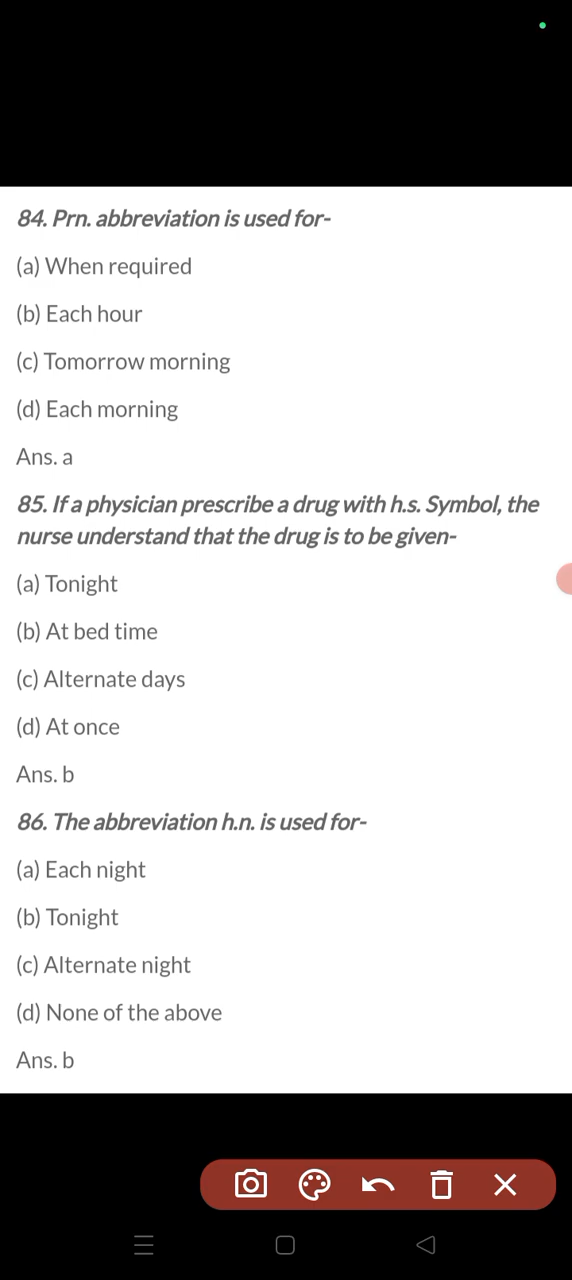 84. Prn. abbreviation is used for-
(a) When required
(b) Each hour
(c) Tomorrow morning
(d) Each morning
Ans. a
85. If a physician prescribe a drug with h.s. Symbol, the
nurse understand that the drug is to be given-
(a) Tonight
(b) At bed time
(c) Alternate days
(d) At once
Ans. b
86. The abbreviation h.n. is used for-
(a) Each night
(b) Tonight
(c) Alternate night
(d) None of the above
Ans. b